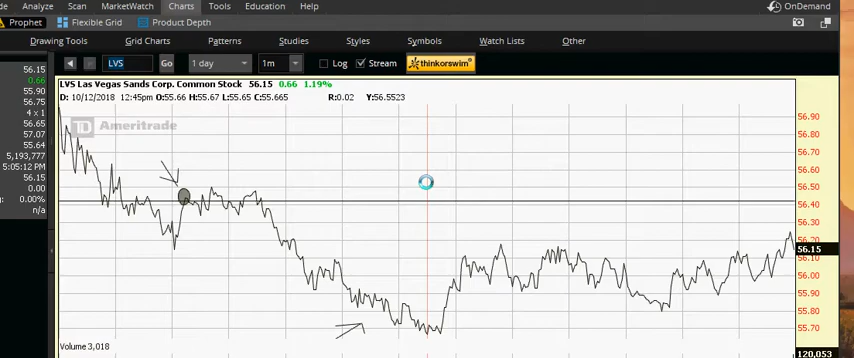 Analyze Scan MarketWatch Charts Tools Education Help OnDemand
Prophet Flexible Grid Product Depth
Drawing Tools Grid Charts Patterns Studies Styles Symbols Watch Lists Other
LVS Go 1 day 1m Log Stream thinkorswim
56.15
0.66
55.90
56.75
4 x 1
56.65
57.07
55.64
5,193,777
5:05:12 PM
56.15
0.00
0.00%
n/a
LVS Las Vegas Sands Corp. Common Stock 56.15 0.66 1.19%
D: 10/12/2018 12:45pm O:55.66 H:55.67 L:55.65 C:55.665 R:0.02 Y:56.5523
TD Ameritrade
56.90
56.80
56.70
56.60
56.50
56.40
56.30
56.20
56.15
56.10
56.00
55.90
55.80
55.70
Volume 3,018
120,053